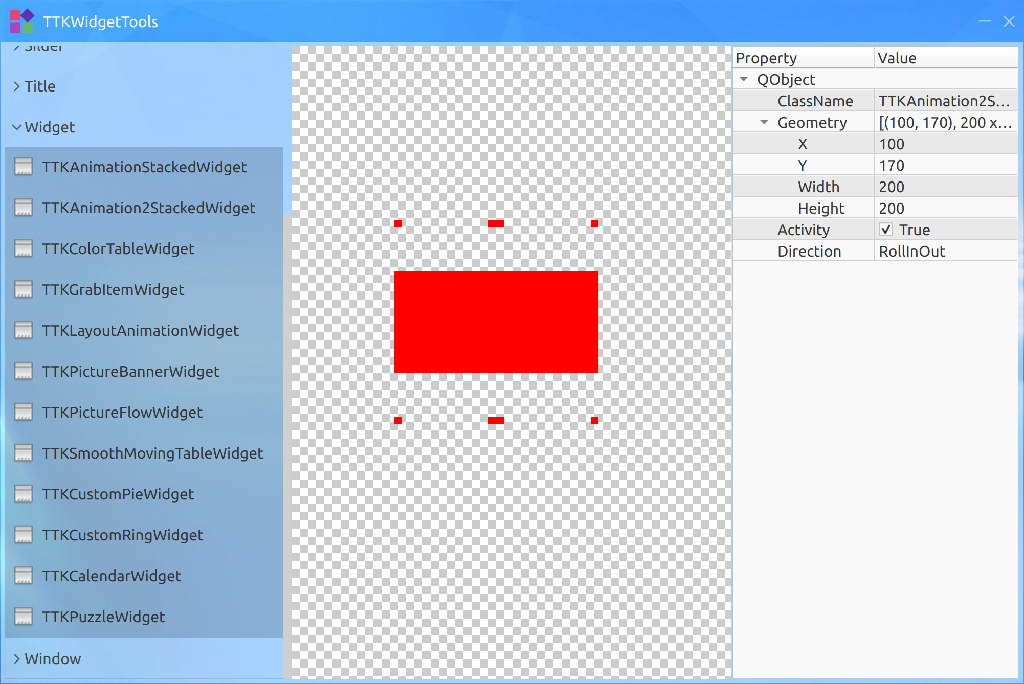 TTKWidgetTools
Slider
Title
Widget
TTKAnimationStackedWidget
TTKAnimation2StackedWidget
TTKColorTableWidget
TTKGrabItemWidget
TTKLayoutAnimationWidget
TTKPictureBannerWidget
TTKPictureFlowWidget
TTKSmoothMovingTableWidget
TTKCustomPieWidget
TTKCustomRingWidget
TTKCalendarWidget
TTKPuzzleWidget
Window
Property Value
QObject
ClassName TTKAnimation2S...
Geometry [(100, 170), 200 x...
X 100
Y 170
Width 200
Height 200
Activity True
Direction RollInOut